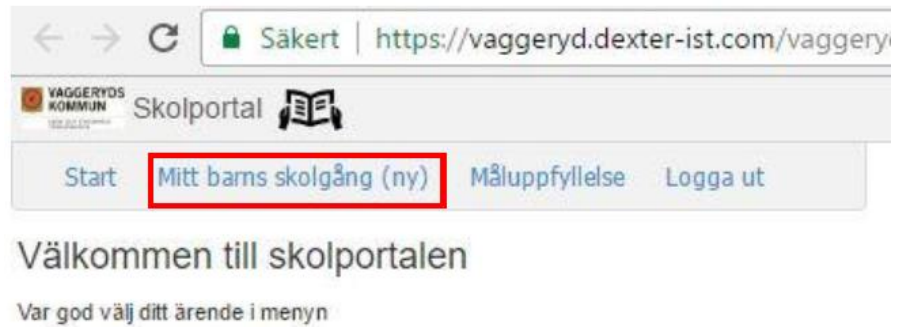 Säkert | https://vaggeryd.dexter-ist.com/vaggery
VAGGERYDS
KOMMUN
Skolportal
Start Mitt barns skolgång (ny) Måluppfyllelse Logga ut
Välkommen till skolportalen
Var god välj ditt ärende i menyn